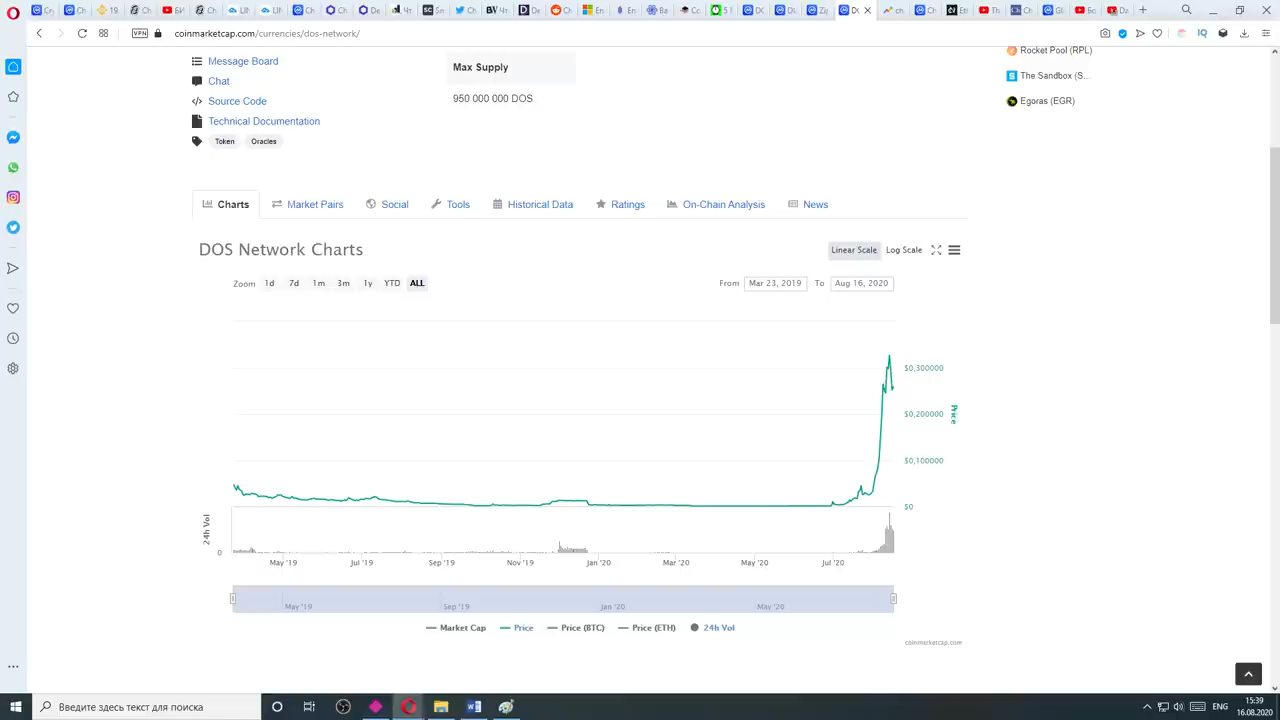 19
5
coinmarketcap.com/currencies/dos-network/
VPN
IQ
Message Board
Chat
Source Code
Technical Documentation
Token
Oracles
Max Supply
950 000 000 DOS
Rocket Pool (RPL)
The Sandbox (S...
Egoras (EGR)
Charts
Market Pairs
Social
Tools
Historical Data
Ratings
On-Chain Analysis
News
DOS Network Charts
Linear Scale
Log Scale
Zoom 1d 7d 1m 3m 1y YTD ALL
From Mar 23, 2019 To Aug 16, 2020
$0,300000
$0,200000
$0,100000
$0
Price
24h Vol
0
May '19 Jul '19 Sep '19 Nov '19 Jan '20 Mar '20 May '20 Jul '20
May '19 Sep '19 Jan '20 May '20
Market Cap Price Price (BTC) Price (ETH) 24h Vol
coinmarketcap.com
Введите здесь текст для поиска
ENG
15:39
16.08.2020